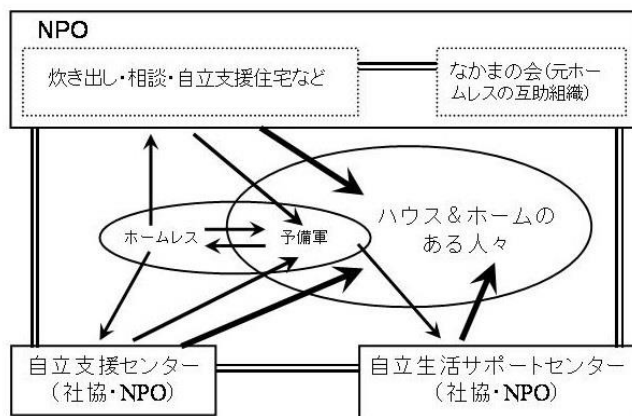 NPO
炊き出し・相談・自立支援住宅など
なかまの会(元ホー
ムレスの互助組織)
ハウス&ホームの
ある人々
ホームレス
予備軍
自立支援センター
(社協・NPO)
自立生活サポートセンター
(社協・NPO)